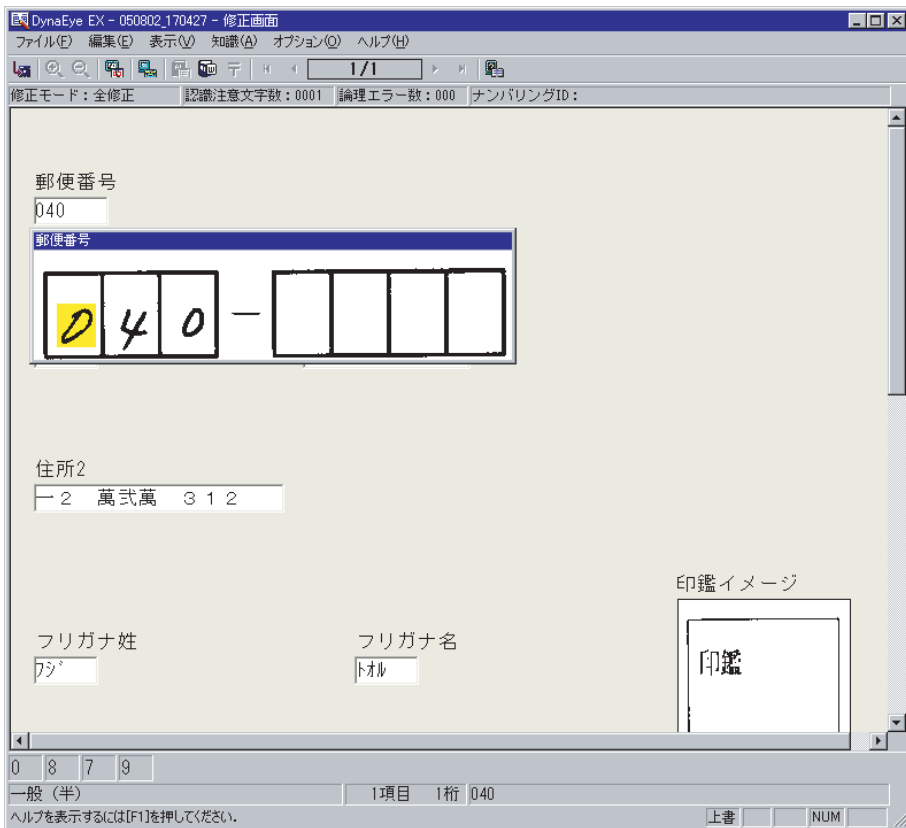 DynaEye EX - 050802_170427 - 修正画面
ファイル(F) 編集(E) 表示(V) 知識(A) オプション(O) ヘルプ(H)
1/1
修正モード:全修正 認識注意文字数:0001 論理エラー数:000 ナンバリングID:
郵便番号
040
郵便番号
040-
住所2
一2 萬弐萬 312
印鑑イメージ
フリガナ姓 フリガナ名
フジ トオル
印鑑
0 8 7 9
一般(半) 1項目 1桁 040
ヘルプを表示するには[F1]を押してください. 上書 NUM